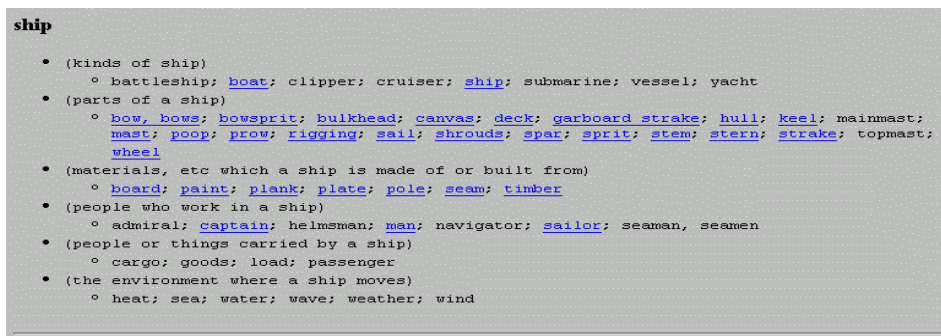 ship
• (kinds of ship)
○ battleship; boat; clipper; cruiser; ship; submarine; vessel; yacht
• (parts of a ship)
○ bow, bows; bowsprit; bulkhead; canvas; deck; garboard strake; hull; keel; mainmast;
mast; poop; prow; rigging; sail; shrouds; spar; sprit; stem; stern; strake; topmast;
wheel
• (materials, etc which a ship is made of or built from)
○ board; paint; plank; plate; pole; seam; timber
• (people who work in a ship)
○ admiral; captain; helmsman; man; navigator; sailor; seaman, seamen
• (people or things carried by a ship)
○ cargo; goods; load; passenger
• (the environment where a ship moves)
○ heat; sea; water; wave; weather; wind